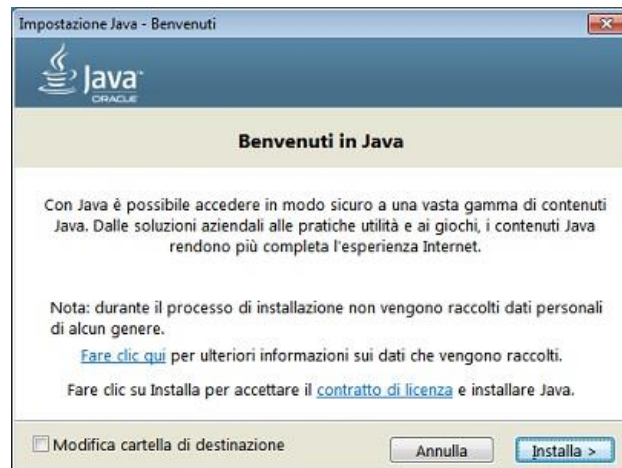 Impostazione Java - Benvenuti
Java
ORACLE
Benvenuti in Java
Con Java è possibile accedere in modo sicuro a una vasta gamma di contenuti
Java. Dalle soluzioni aziendali alle pratiche utilità e ai giochi, i contenuti Java
rendono più completa l'esperienza Internet.
Nota: durante il processo di installazione non vengono raccolti dati personali
di alcun genere.
Fare clic qui per ulteriori informazioni sui dati che vengono raccolti.
Fare clic su Installa per accettare il contratto di licenza e installare Java.
Modifica cartella di destinazione
Annulla
Installa >